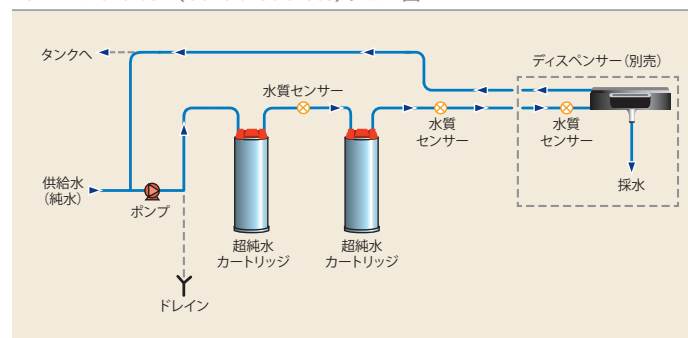 タンクへ
ディスペンサー（別売）
水質センサー
水質
センサー
水質
センサー
供給水
（純水）
ポンプ
採水
超純水
カートリッジ
超純水
カートリッジ
ドレイン